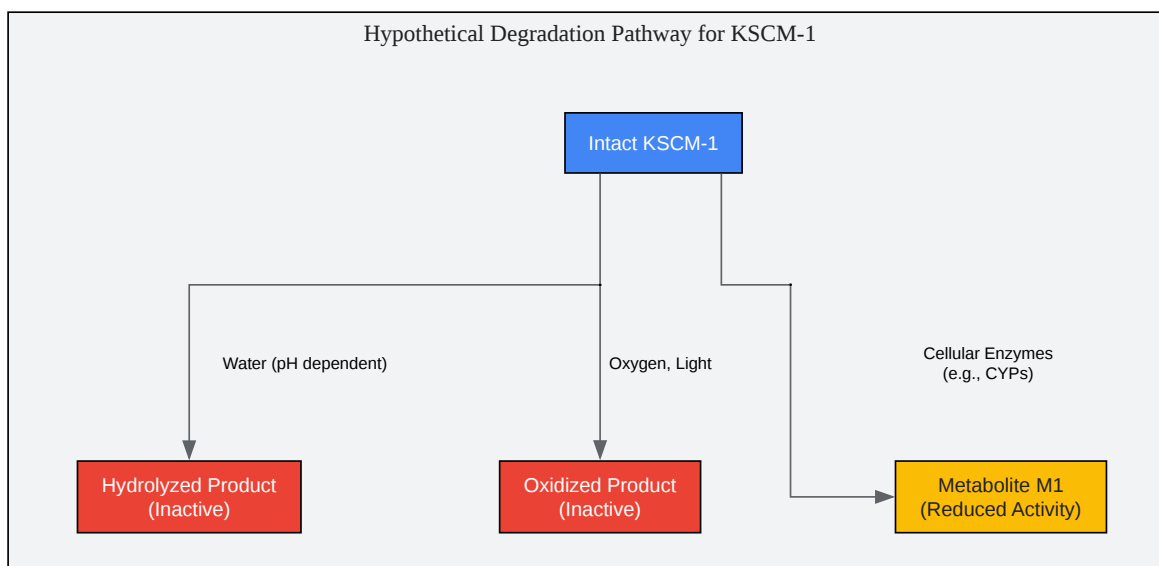 Hypothetical Degradation Pathway for KSCM-1
Intact KSCM-1
Water (pH dependent)
Oxygen, Light
Cellular Enzymes
(e.g., CYPs)
Hydrolyzed Product
(Inactive)
Oxidized Product
(Inactive)
Metabolite M1
(Reduced Activity)